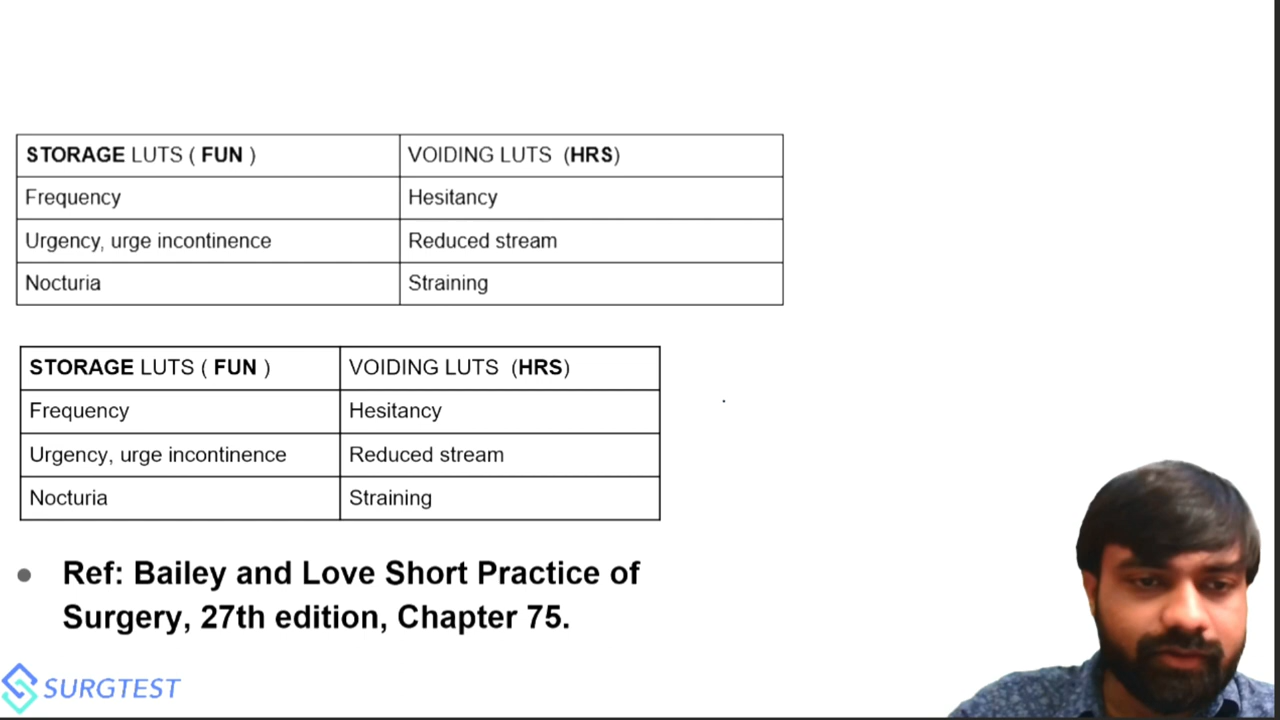 STORAGE LUTS ( FUN ) VOIDING LUTS (HRS)
Frequency Hesitancy
Urgency, urge incontinence Reduced stream
Nocturia Straining
STORAGE LUTS ( FUN ) VOIDING LUTS (HRS)
Frequency Hesitancy
Urgency, urge incontinence Reduced stream
Nocturia Straining
● Ref: Bailey and Love Short Practice of
Surgery, 27th edition, Chapter 75.
SURGTEST